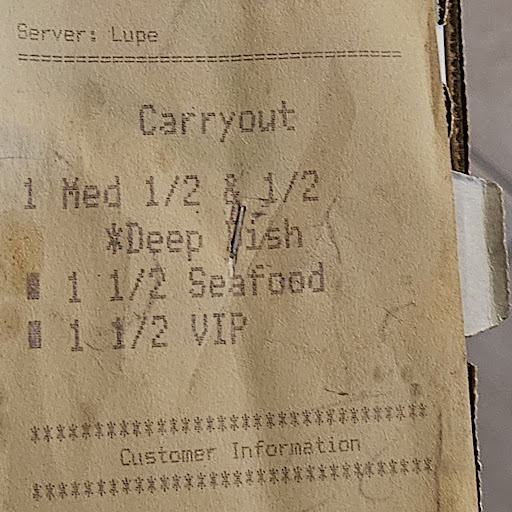 Server: Lupe
==========================================
Carryout
1 Med 1/2 & 1/2
*Deep Dish
1 1/2 Seafood
1 1/2 VIP
**********************************
Customer Information
**********************************